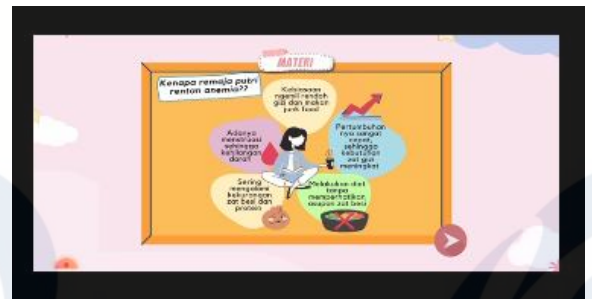 MATERI
Kenapa remaja putri
rentan anemia??
Kebiasaan
ngemil rendah
gizi dan makan
junk food
Pertumbuhan
nya sangat
cepat,
sehingga
kebutuhan
zat gizi
meningkat
Adanya
menstruasi
sehingga
kehilangan
darah
Sering
mengalami
kekurangan
zat besi dan
protein
Melakukan diet
tanpa
memperhatikan
asupan zat besi